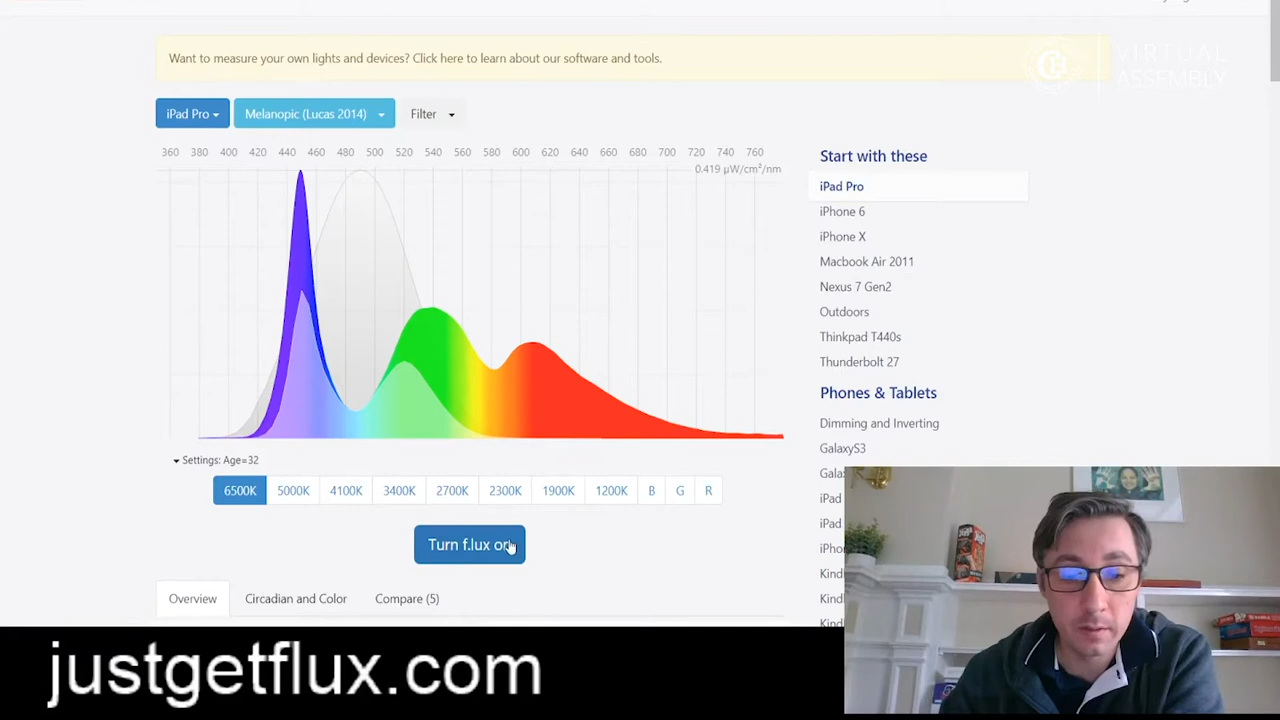 Want to measure your own lights and devices? Click here to learn about our software and tools.
VIRTUAL
ASSEMBLY
iPad Pro
Melanopic (Lucas 2014)
Filter
360 380 400 420 440 460 480 500 520 540 560 580 600 620 640 660 680 700 720 740 760
0.419 μW/cm²/nm
Settings: Age=32
6500K 5000K 4100K 3400K 2700K 2300K 1900K 1200K B G R
Turn f.lux on
Overview
Circadian and Color
Compare (5)
Start with these
iPad Pro
iPhone 6
iPhone X
Macbook Air 2011
Nexus 7 Gen2
Outdoors
Thinkpad T440s
Thunderbolt 27
Phones & Tablets
Dimming and Inverting
GalaxyS3
iPad
iPad
Jenga
justgetflux.com